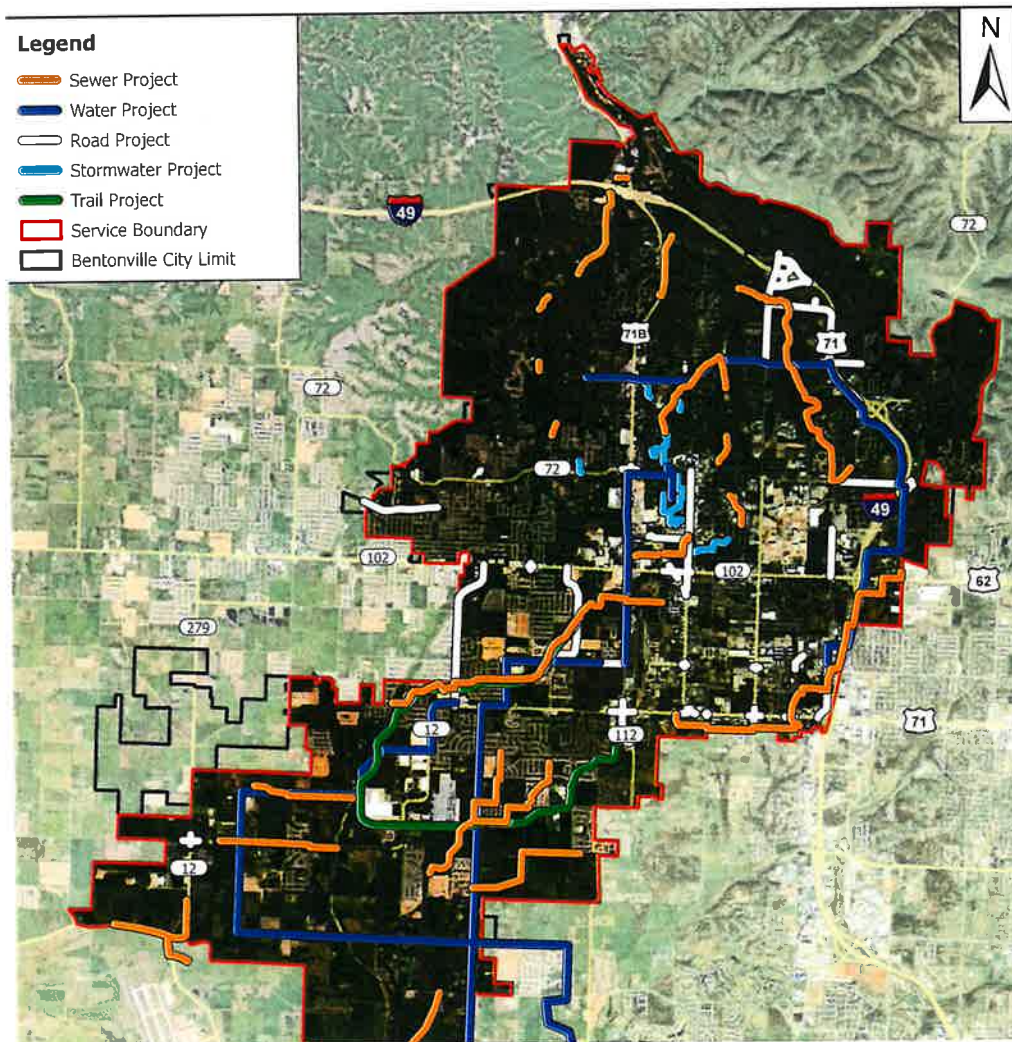 Legend
Sewer Project
Water Project
Road Project
Stormwater Project
Trail Project
Service Boundary
Bentonville City Limit
N
49
72
71B
71
72
72
49
102
102
62
279
12
112
71
12